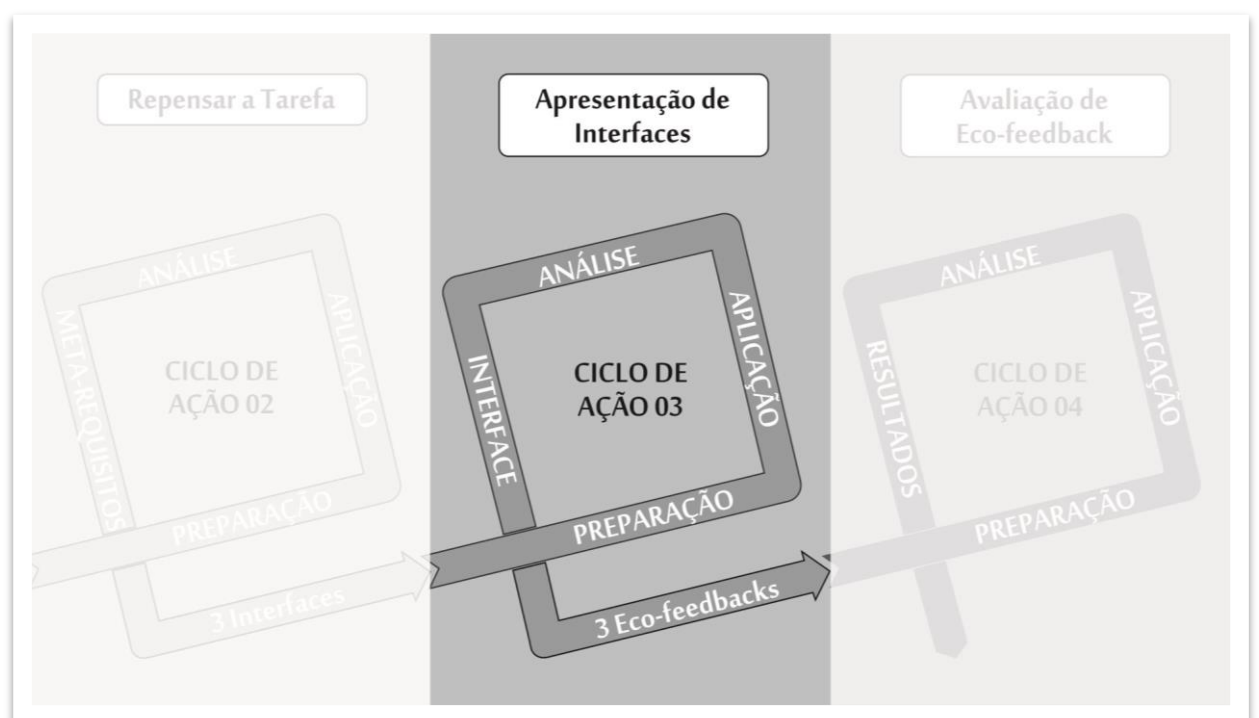 Repensar a Tarefa
ANÁLISE
APLICAÇÃO
META-REQUISITOS
CICLO DE
AÇÃO 02
PREPARAÇÃO
3 Interfaces
Apresentação de
Interfaces
ANÁLISE
APLICAÇÃO
INTERFACE
CICLO DE
AÇÃO 03
PREPARAÇÃO
3 Eco-feedbacks
Avaliação de
Eco-feedback
ANÁLISE
APLICAÇÃO
RESULTADOS
CICLO DE
AÇÃO 04
PREPARAÇÃO